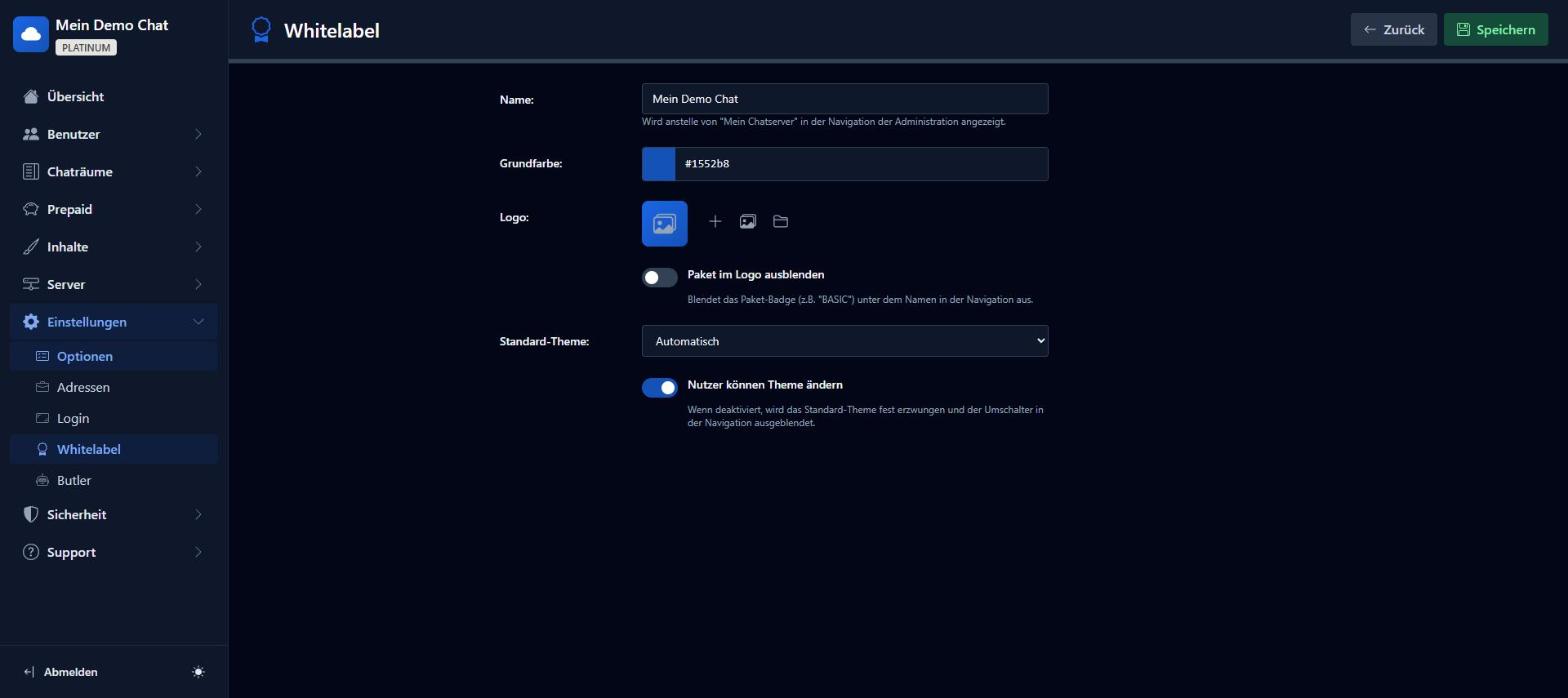 Mein Demo Chat
PLATINUM
Übersicht
Benutzer
Chaträume
Prepaid
Inhalte
Server
Einstellungen
Optionen
Adressen
Login
Whitelabel
Butler
Sicherheit
Support
Abmelden
Whitelabel
Zurück
Speichern
Name:
Mein Demo Chat
Wird anstelle von "Mein Chatserver" in der Navigation der Administration angezeigt.
Grundfarbe:
#1552b8
Logo:
Paket im Logo ausblenden
Blendet das Paket-Badge (z.B. "BASIC") unter dem Namen in der Navigation aus.
Standard-Theme:
Automatisch
Nutzer können Theme ändern
Wenn deaktiviert, wird das Standard-Theme fest erzwungen und der Umschalter in
der Navigation ausgeblendet.